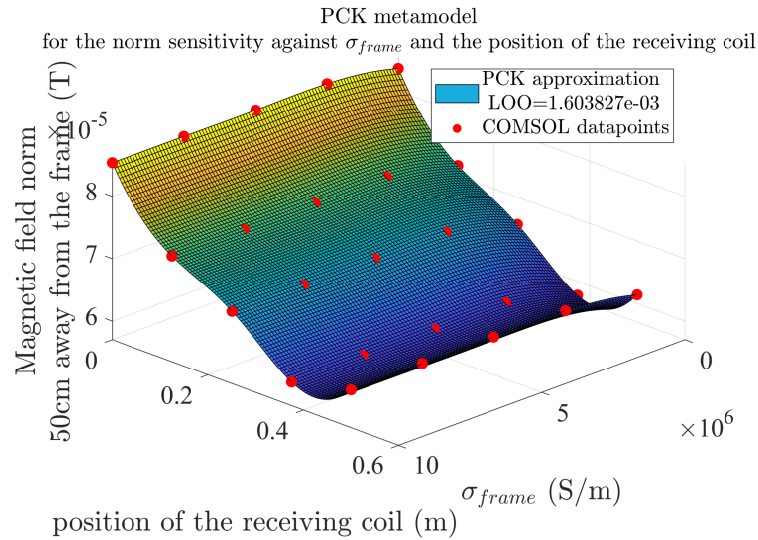 PCK metamodel
for the norm sensitivity against σ_frame and the position of the receiving coil
PCK approximation
LOO=1.603827e-03
COMSOL datapoints
×10⁻⁵
8
7
6
Magnetic field norm
50cm away from the frame (T)
0
0.2
0.4
0.6
position of the receiving coil (m)
10
5
0
×10⁶
σ_frame (S/m)